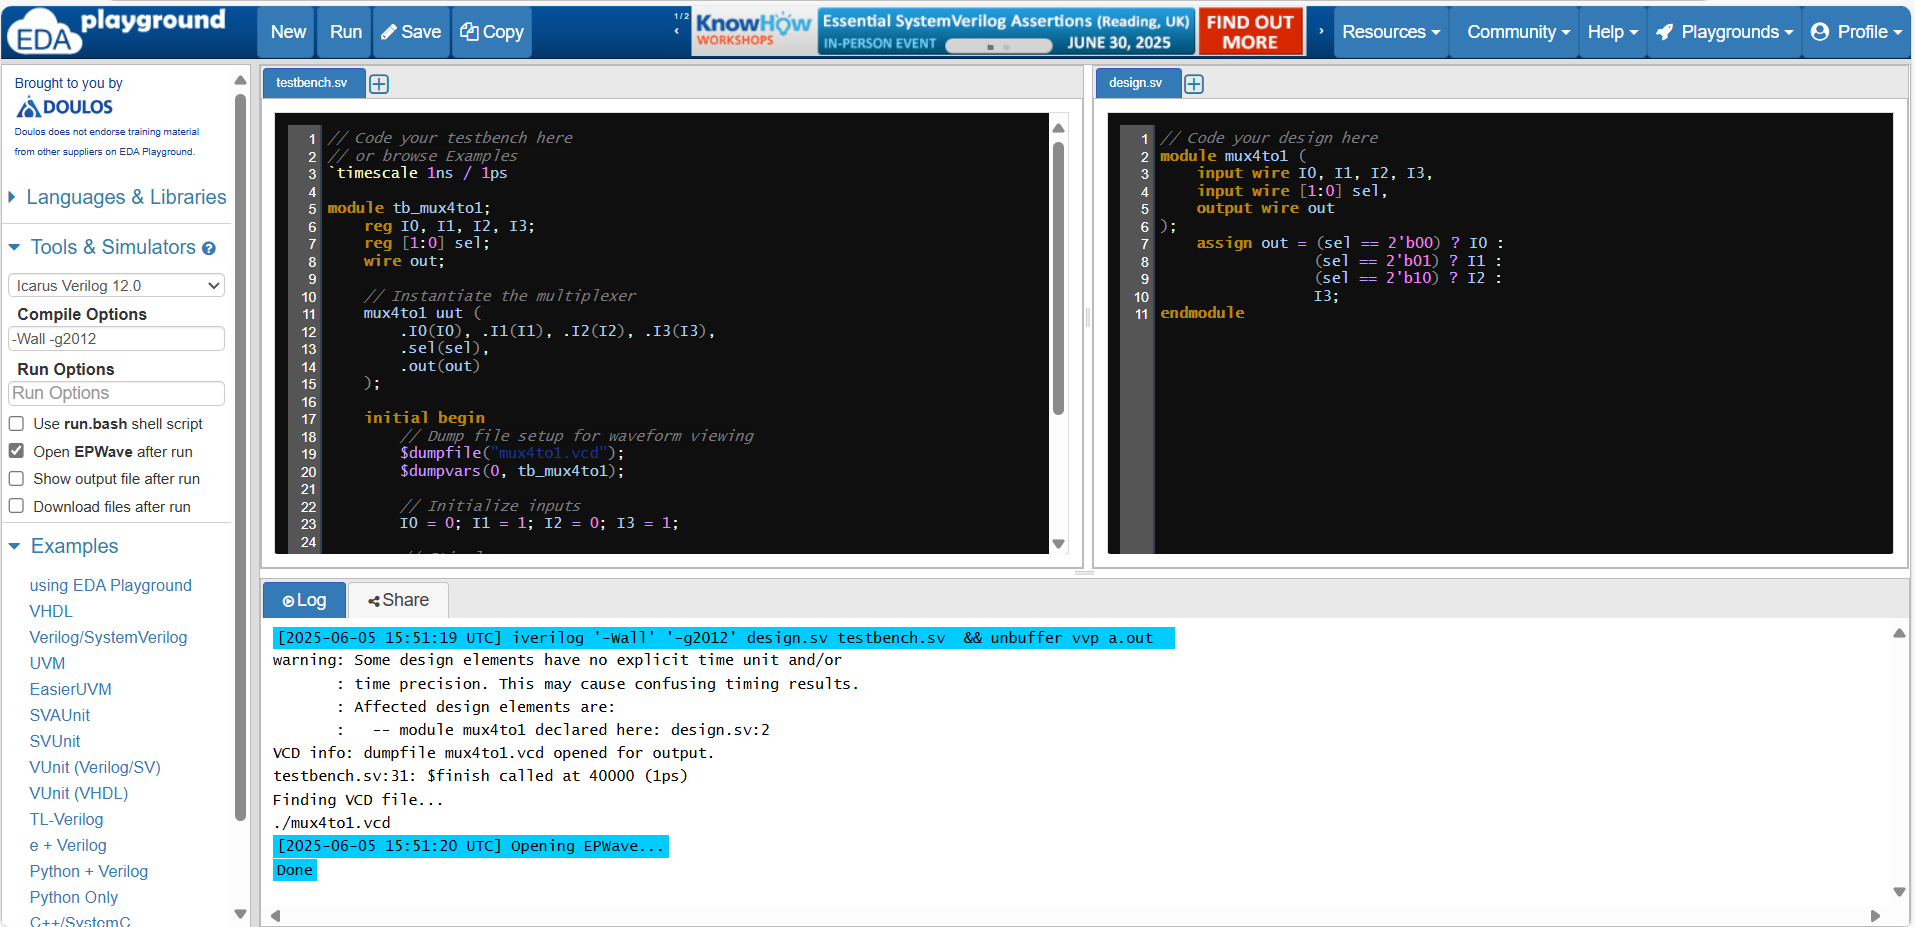 EDA playground
New
Run
Save
Copy
1/2
‹
KnowHow
WORKSHOPS
Essential SystemVerilog Assertions (Reading, UK)
IN-PERSON EVENT
JUNE 30, 2025
FIND OUT
MORE
›
Resources
Community
Help
Playgrounds
Profile
Brought to you by
DOULOS
Doulos does not endorse training material
from other suppliers on EDA Playground.
Languages & Libraries
Tools & Simulators ?
Icarus Verilog 12.0
Compile Options
-Wall -g2012
Run Options
Run Options
Use run.bash shell script
Open EPWave after run
Show output file after run
Download files after run
Examples
using EDA Playground
VHDL
Verilog/SystemVerilog
UVM
EasierUVM
SVAUnit
SVUnit
VUnit (Verilog/SV)
VUnit (VHDL)
TL-Verilog
e + Verilog
Python + Verilog
Python Only
C++/SystemC
testbench.sv
1 // Code your testbench here
2 // or browse Examples
3 `timescale 1ns / 1ps
4
5 module tb_mux4to1;
6     reg I0, I1, I2, I3;
7     reg [1:0] sel;
8     wire out;
9
10     // Instantiate the multiplexer
11     mux4to1 uut (
12         .I0(I0), .I1(I1), .I2(I2), .I3(I3),
13         .sel(sel),
14         .out(out)
15     );
16
17     initial begin
18         // Dump file setup for waveform viewing
19         $dumpfile("mux4to1.vcd");
20         $dumpvars(0, tb_mux4to1);
21
22         // Initialize inputs
23         I0 = 0; I1 = 1; I2 = 0; I3 = 1;
24
design.sv
1 // Code your design here
2 module mux4to1 (
3     input wire I0, I1, I2, I3,
4     input wire [1:0] sel,
5     output wire out
6 );
7     assign out = (sel == 2'b00) ? I0 :
8                  (sel == 2'b01) ? I1 :
9                  (sel == 2'b10) ? I2 :
10                  I3;
11 endmodule
Log
Share
[2025-06-05 15:51:19 UTC] iverilog '-Wall' '-g2012' design.sv testbench.sv  && unbuffer vvp a.out
warning: Some design elements have no explicit time unit and/or
       : time precision. This may cause confusing timing results.
       : Affected design elements are:
       :   -- module mux4to1 declared here: design.sv:2
VCD info: dumpfile mux4to1.vcd opened for output.
testbench.sv:31: $finish called at 40000 (1ps)
Finding VCD file...
./mux4to1.vcd
[2025-06-05 15:51:20 UTC] Opening EPWave...
Done